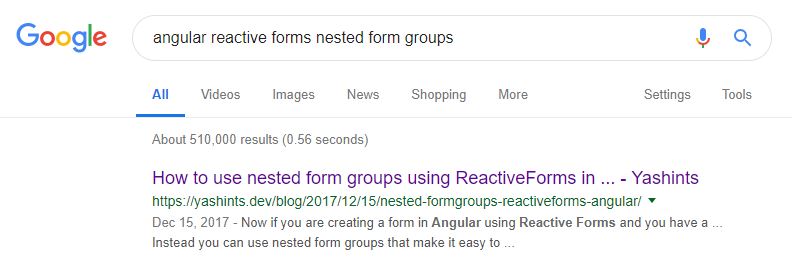 Google angular reactive forms nested form groups
All Videos Images News Shopping More Settings Tools
About 510,000 results (0.56 seconds)
How to use nested form groups using ReactiveForms in ... - Yashints
https://yashints.dev/blog/2017/12/15/nested-formgroups-reactiveforms-angular/
Dec 15, 2017 - Now if you are creating a form in Angular using Reactive Forms and you have a ...
Instead you can use nested form groups that make it easy to ...